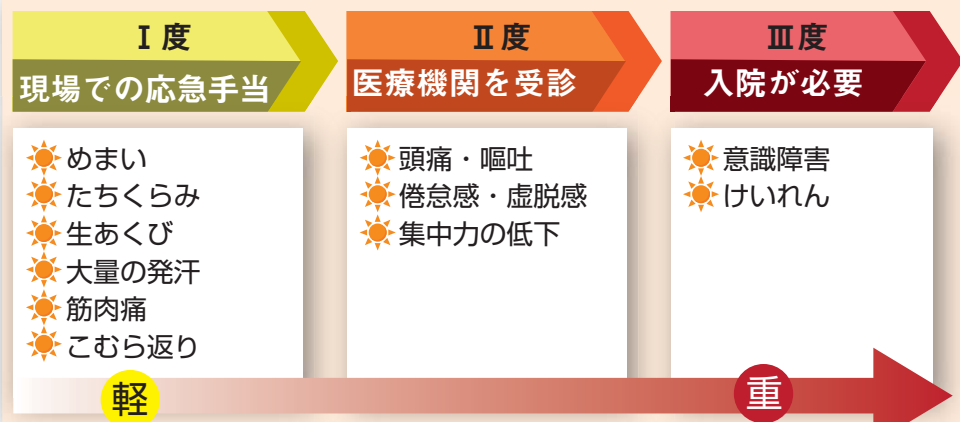 Ⅰ度
現場での応急手当
めまい
たちくらみ
生あくび
大量の発汗
筋肉痛
こむら返り
Ⅱ度
医療機関を受診
頭痛・嘔吐
倦怠感・虚脱感
集中力の低下
Ⅲ度
入院が必要
意識障害
けいれん
軽
重